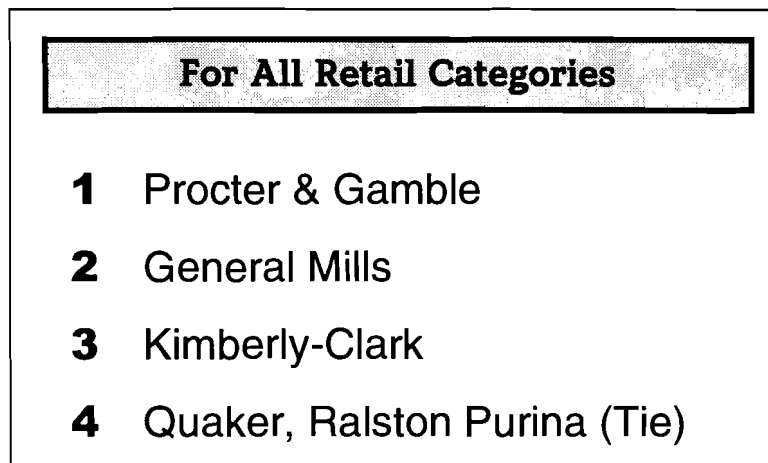 For All Retail Categories
1 Procter & Gamble
2 General Mills
3 Kimberly-Clark
4 Quaker, Ralston Purina (Tie)